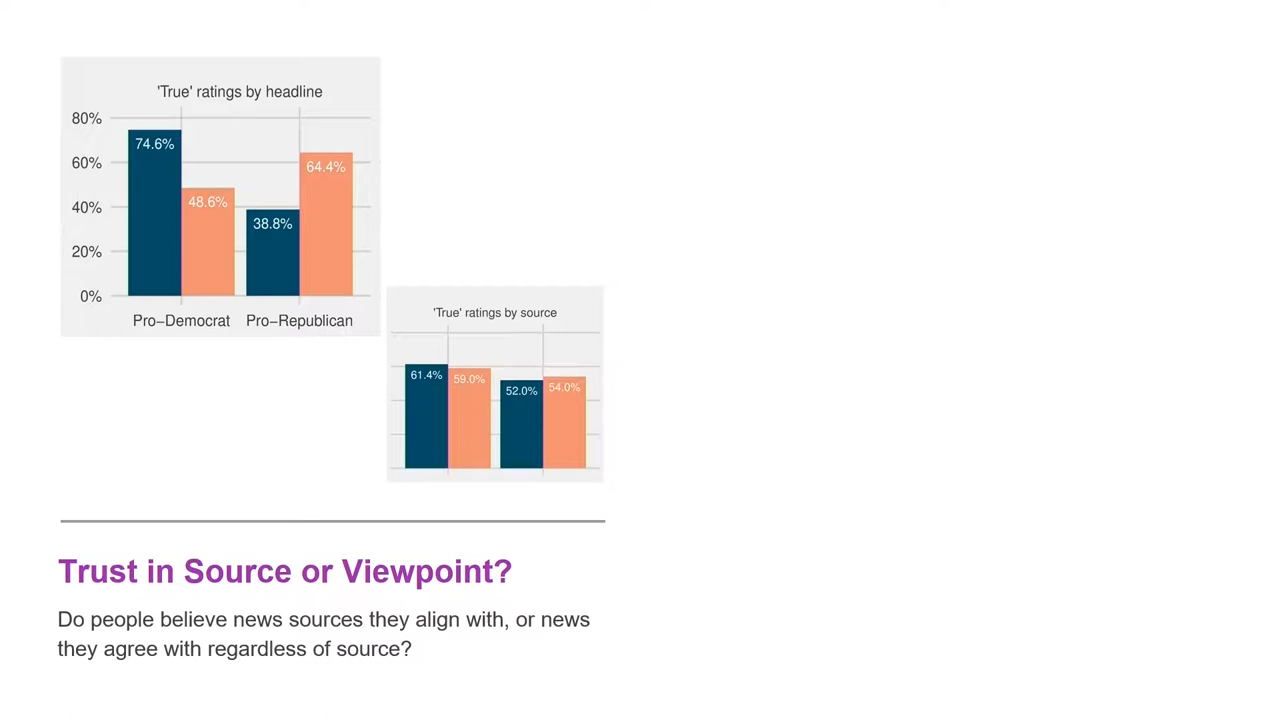 'True' ratings by headline
80%
60%
40%
20%
0%
74.6%
48.6%
38.8%
64.4%
Pro−Democrat
Pro−Republican
'True' ratings by source
61.4%
59.0%
52.0%
54.0%
Trust in Source or Viewpoint?
Do people believe news sources they align with, or news
they agree with regardless of source?